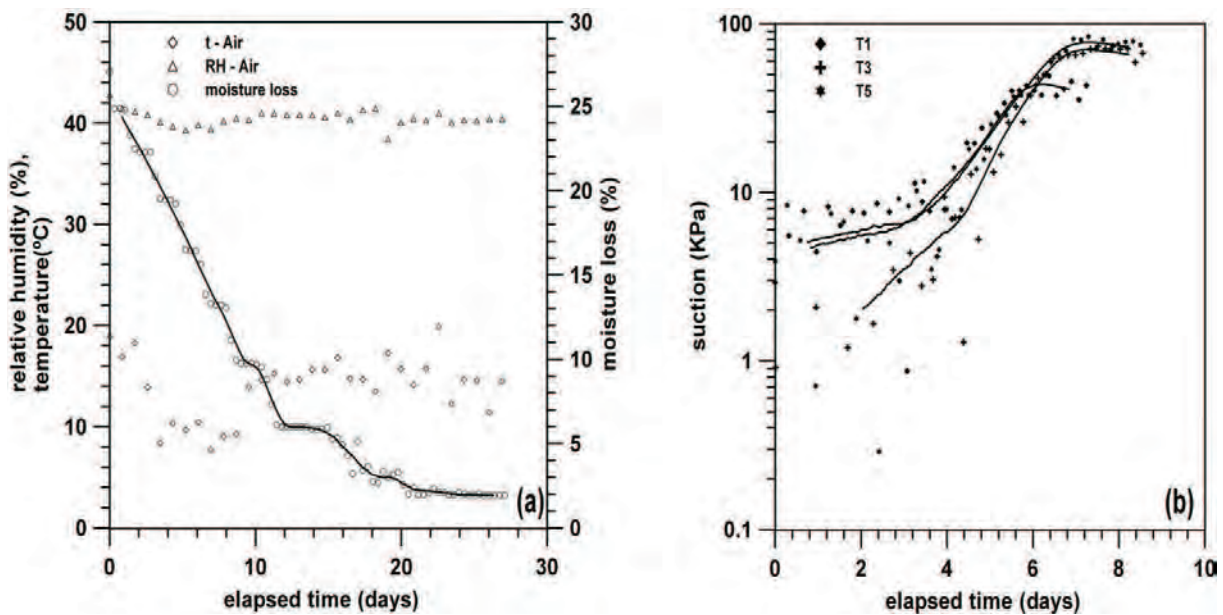 50
40
30
20
10
0
relative humidity (%),
temperature(ºC)
t - Air
RH - Air
moisture loss
30
25
20
15
10
5
0
moisture loss (%)
(a)
0
10
20
30
elapsed time (days)
100
10
1
0.1
suction (KPa)
T1
T3
T5
(b)
0
2
4
6
8
10
elapsed time (days)